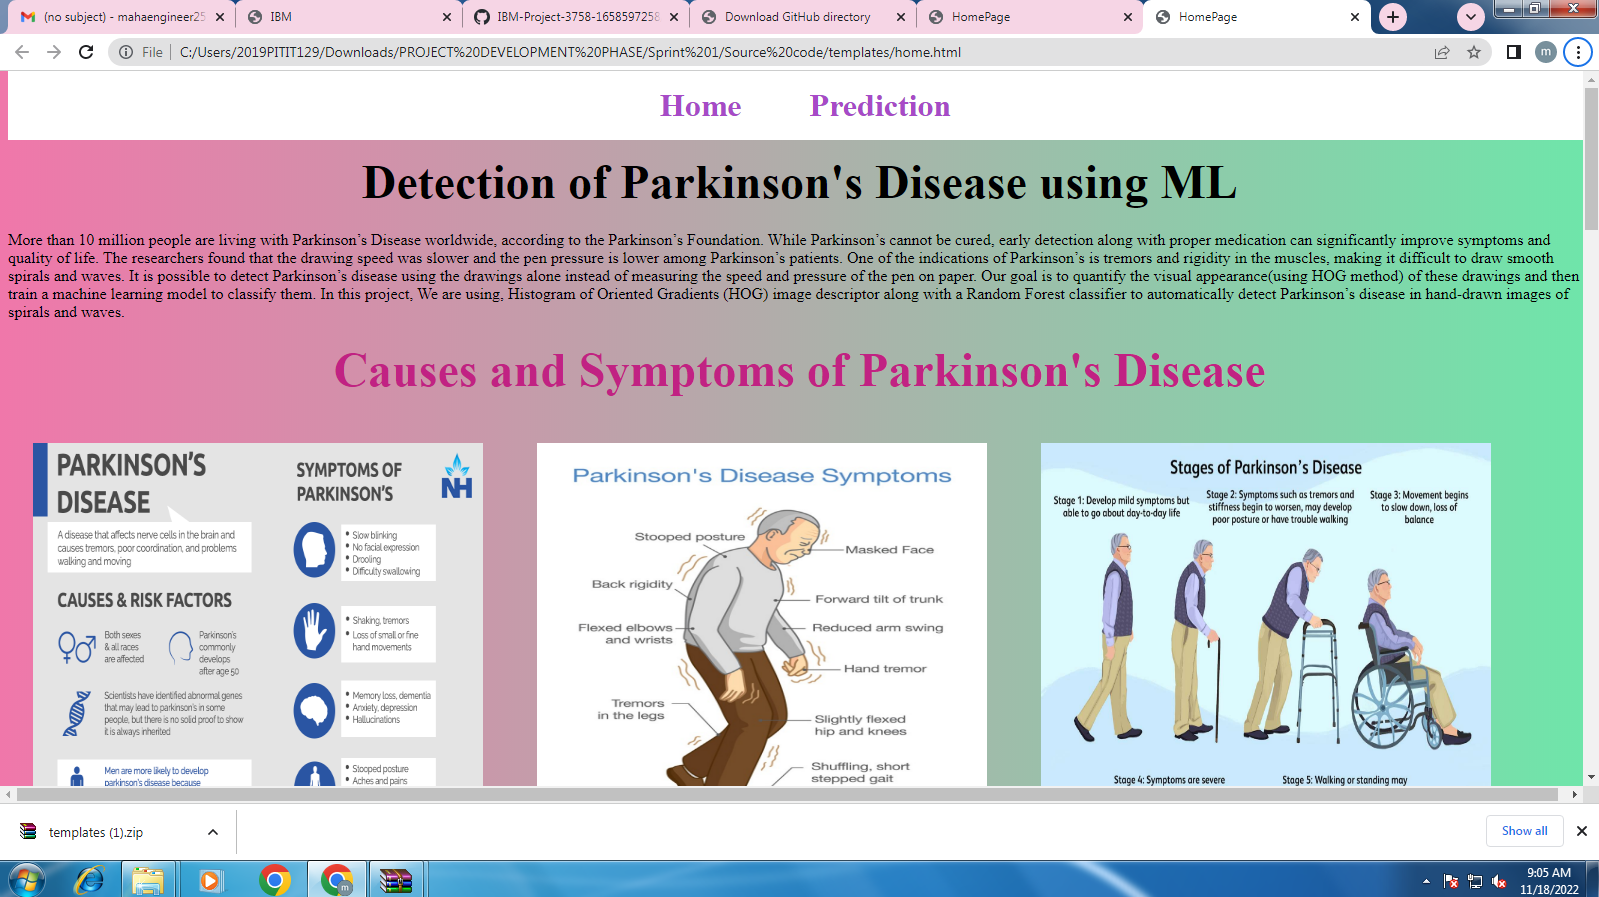 (no subject) - mahaengineer25
IBM
IBM-Project-3758-1658597258
Download GitHub directory
HomePage
HomePage
File
C:/Users/2019PITIT129/Downloads/PROJECT%20DEVELOPMENT%20PHASE/Sprint%201/Source%20code/templates/home.html
m
Home Prediction
Detection of Parkinson's Disease using ML
More than 10 million people are living with Parkinson’s Disease worldwide, according to the Parkinson’s Foundation. While Parkinson’s cannot be cured, early detection along with proper medication can significantly improve symptoms and
quality of life. The researchers found that the drawing speed was slower and the pen pressure is lower among Parkinson’s patients. One of the indications of Parkinson’s is tremors and rigidity in the muscles, making it difficult to draw smooth
spirals and waves. It is possible to detect Parkinson’s disease using the drawings alone instead of measuring the speed and pressure of the pen on paper. Our goal is to quantify the visual appearance(using HOG method) of these drawings and then
train a machine learning model to classify them. In this project, We are using, Histogram of Oriented Gradients (HOG) image descriptor along with a Random Forest classifier to automatically detect Parkinson’s disease in hand-drawn images of
spirals and waves.
Causes and Symptoms of Parkinson's Disease
PARKINSON'S
DISEASE
A disease that affects nerve cells in the brain and
causes tremors, poor coordination, and problems
walking and moving
CAUSES & RISK FACTORS
Both sexes
& all races
are affected
Parkinson's
commonly
develops
after age 50
Scientists have identified abnormal genes
that may lead to parkinson's in some
people, but there is no solid proof to show
it is always inherited
Men are more likely to develop
parkinson's disease because
SYMPTOMS OF
PARKINSON'S
NH
• Slow blinking
• No facial expression
• Drooling
• Difficulty swallowing
• Shaking, tremors
• Loss of small or fine
hand movements
• Memory loss, dementia
• Anxiety, depression
• Hallucinations
• Stooped posture
• Aches and pains
Parkinson's Disease Symptoms
Stooped posture
Masked Face
Back rigidity
Forward tilt of trunk
Flexed elbows
and wrists
Reduced arm swing
Hand tremor
Tremors
in the legs
Slightly flexed
hip and knees
Shuffling, short
stepped gait
Stages of Parkinson's Disease
Stage 1: Develop mild symptoms but
able to go about day-to-day life
Stage 2: Symptoms such as tremors and
stiffness begin to worsen, may develop
poor posture or have trouble walking
Stage 3: Movement begins
to slow down, loss of
balance
Stage 4: Symptoms are severe
Stage 5: Walking or standing may
templates (1).zip
Show all
m
9:05 AM
11/18/2022